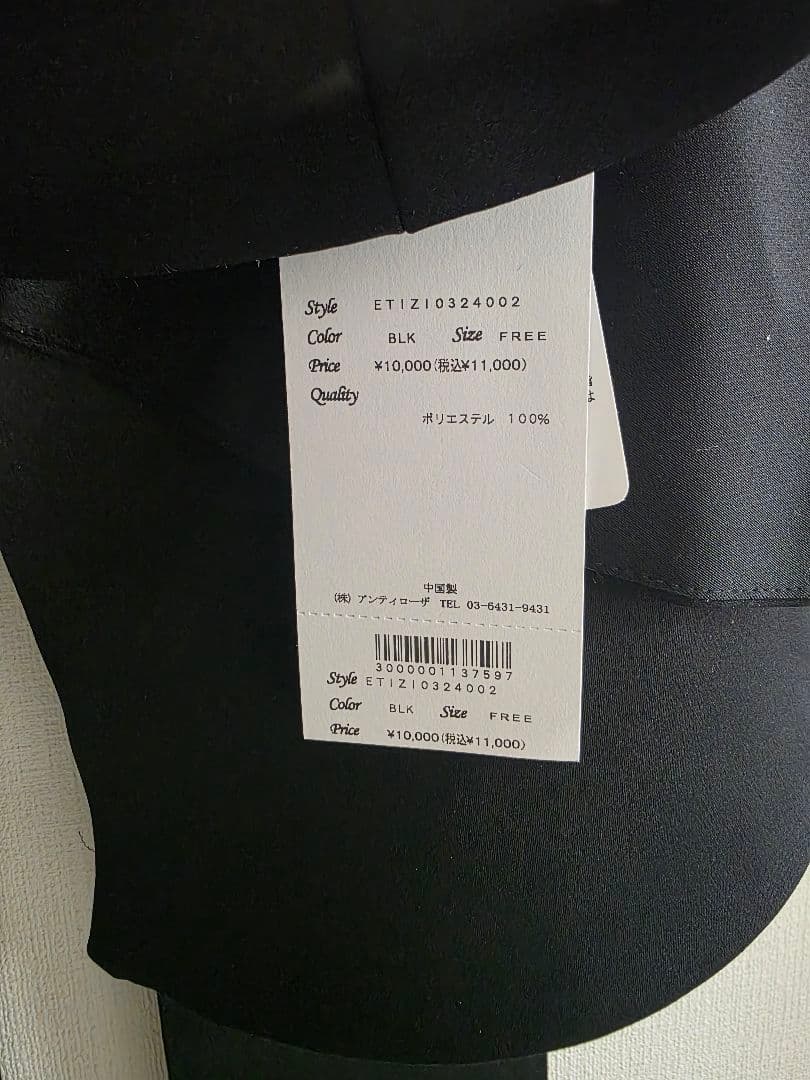 Style ETIZI0324002
Color BLK Size FREE
Price ¥10,000(税込¥11,000)
Quality
ポリエステル 100%
は
中国製
(株) アンティローザ TEL 03-6431-9431
3000001137597
Style ETIZI0324002
Color BLK Size FREE
Price ¥10,000(税込¥11,000)